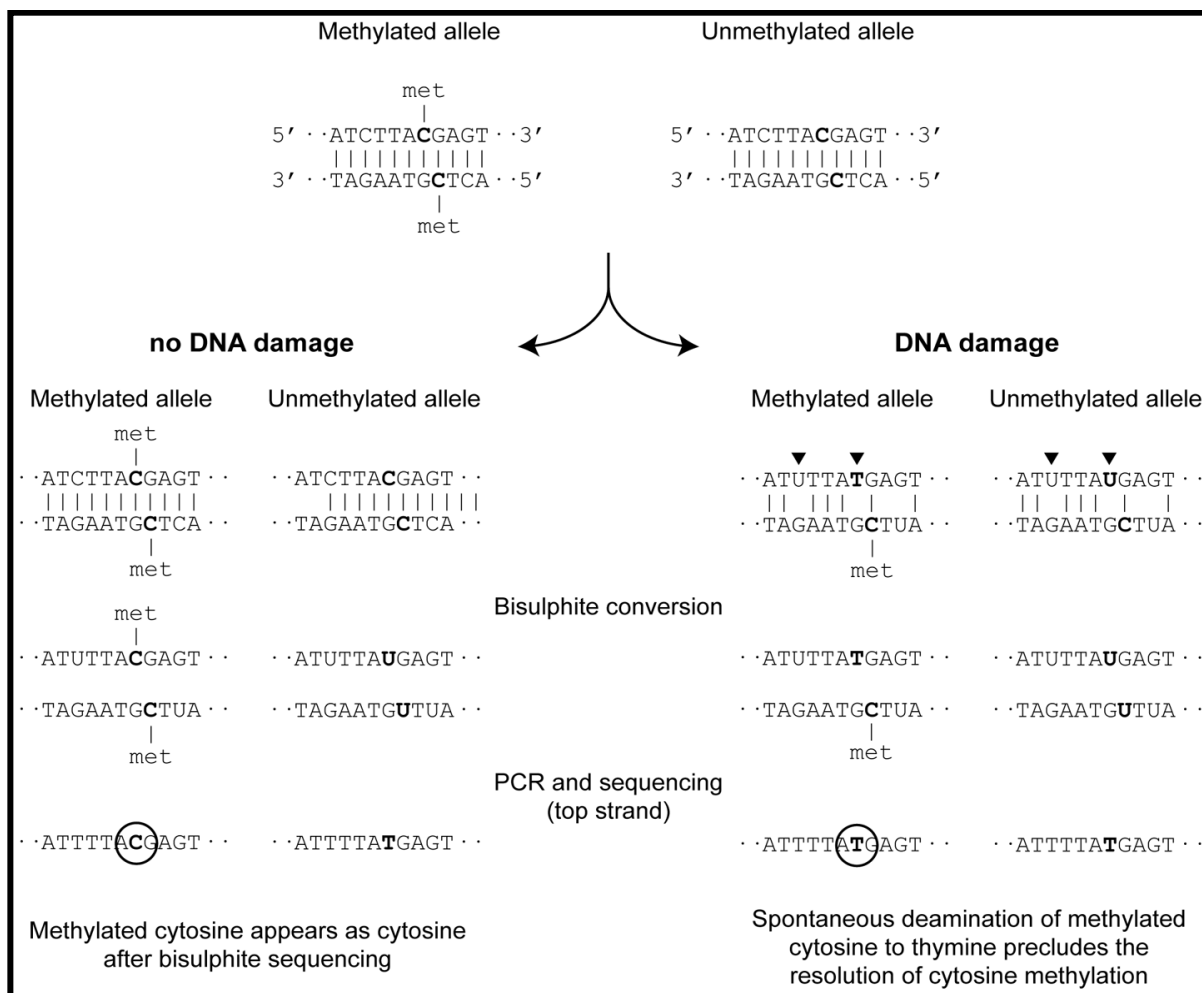 Methylated allele Unmethylated allele
met
5′ ··ATCTTACGAGT··3′ 5′ ··ATCTTACGAGT··3′
3′ ··TAGAATGCTCA··5′ 3′ ··TAGAATGCTCA··5′
met
no DNA damage DNA damage
Methylated allele Unmethylated allele Methylated allele Unmethylated allele
met
··ATCTTACGAGT·· ··ATCTTACGAGT·· ··ATUTTATGAGT·· ··ATUTTAUGAGT··
··TAGAATGCTCA·· ··TAGAATGCTCA·· ··TAGAATGCTUA·· ··TAGAATGCTUA··
met met
Bisulphite conversion
met
··ATUTTACGAGT·· ··ATUTTAUGAGT·· ··ATUTTATGAGT·· ··ATUTTAUGAGT··
··TAGAATGCTUA·· ··TAGAATGUTUA·· ··TAGAATGCTUA·· ··TAGAATGUTUA··
met met
PCR and sequencing
(top strand)
··ATTTTACGAGT·· ··ATTTTATGAGT·· ··ATTTTATGAGT·· ··ATTTTATGAGT··
Methylated cytosine appears as cytosine
after bisulphite sequencing
Spontaneous deamination of methylated
cytosine to thymine precludes the
resolution of cytosine methylation